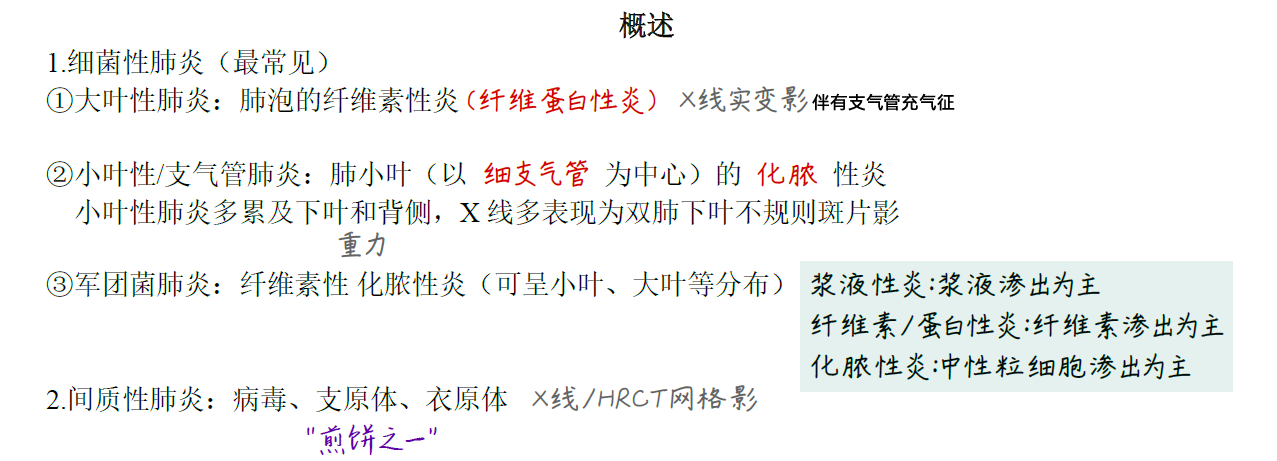 概述
1.细菌性肺炎（最常见）
①大叶性肺炎：肺泡的纤维素性炎（纤维蛋白性炎） X线实变影 伴有支气管充气征
②小叶性/支气管肺炎：肺小叶（以 细支气管 为中心）的 化脓 性炎
小叶性肺炎多累及下叶和背侧，X 线多表现为双肺下叶不规则斑片影
重力
③军团菌肺炎：纤维素性 化脓性炎（可呈小叶、大叶等分布）
浆液性炎:浆液渗出为主
纤维素/蛋白性炎:纤维素渗出为主
化脓性炎:中性粒细胞渗出为主
2.间质性肺炎：病毒、支原体、衣原体 X线/HRCT网格影
"煎饼之一"